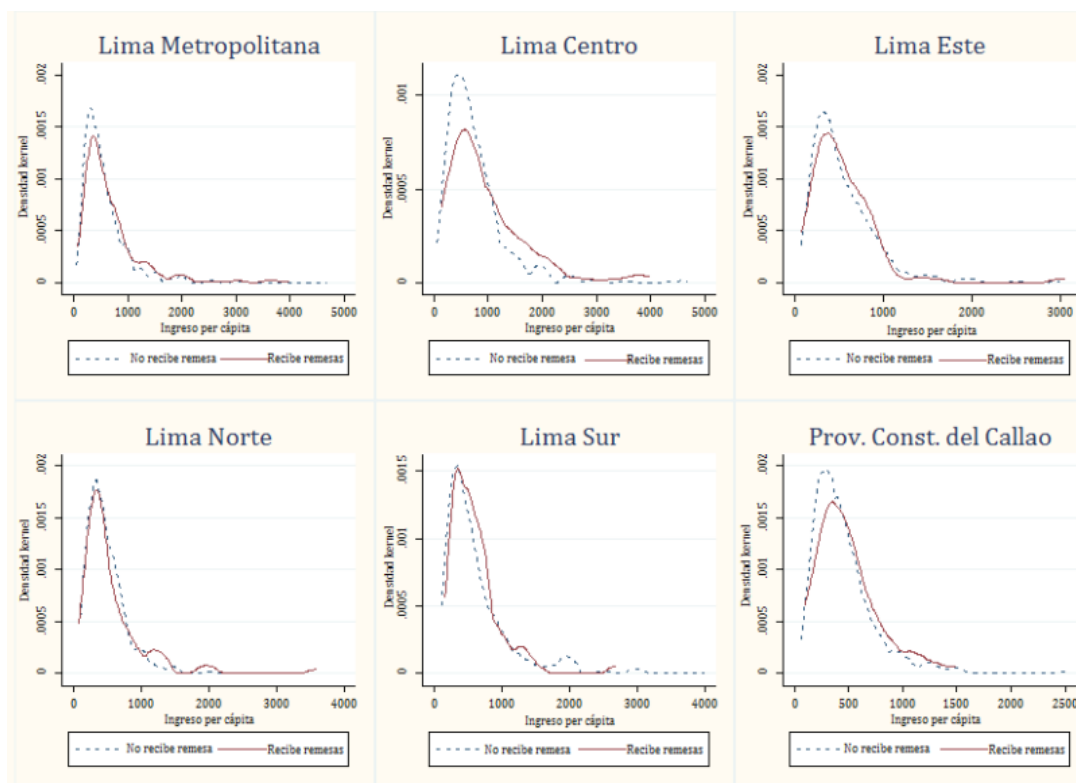 Lima Metropolitana
Densidad kernel
0 .0005 .001 .0015 .002
0 1000 2000 3000 4000 5000
Ingreso per cápita
No recibe remesa Recibe remesas
Lima Centro
Densidad kernel
0 .0005 .001
0 1000 2000 3000 4000 5000
Ingreso per cápita
No recibe remesa Recibe remesas
Lima Este
Densidad kernel
0 .0005 .001 .0015 .002
0 1000 2000 3000
Ingreso per cápita
No recibe remesa Recibe remesas
Lima Norte
Densidad kernel
0 .0005 .001 .0015 .002
0 1000 2000 3000 4000
Ingreso per cápita
No recibe remesa Recibe remesas
Lima Sur
Densidad kernel
0 .0005 .001 .0015
0 1000 2000 3000 4000
Ingreso per cápita
No recibe remesa Recibe remesas
Prov. Const. del Callao
Densidad kernel
0 .0005 .001 .0015 .002
0 500 1000 1500 2000 2500
Ingreso per cápita
No recibe remesa Recibe remesas